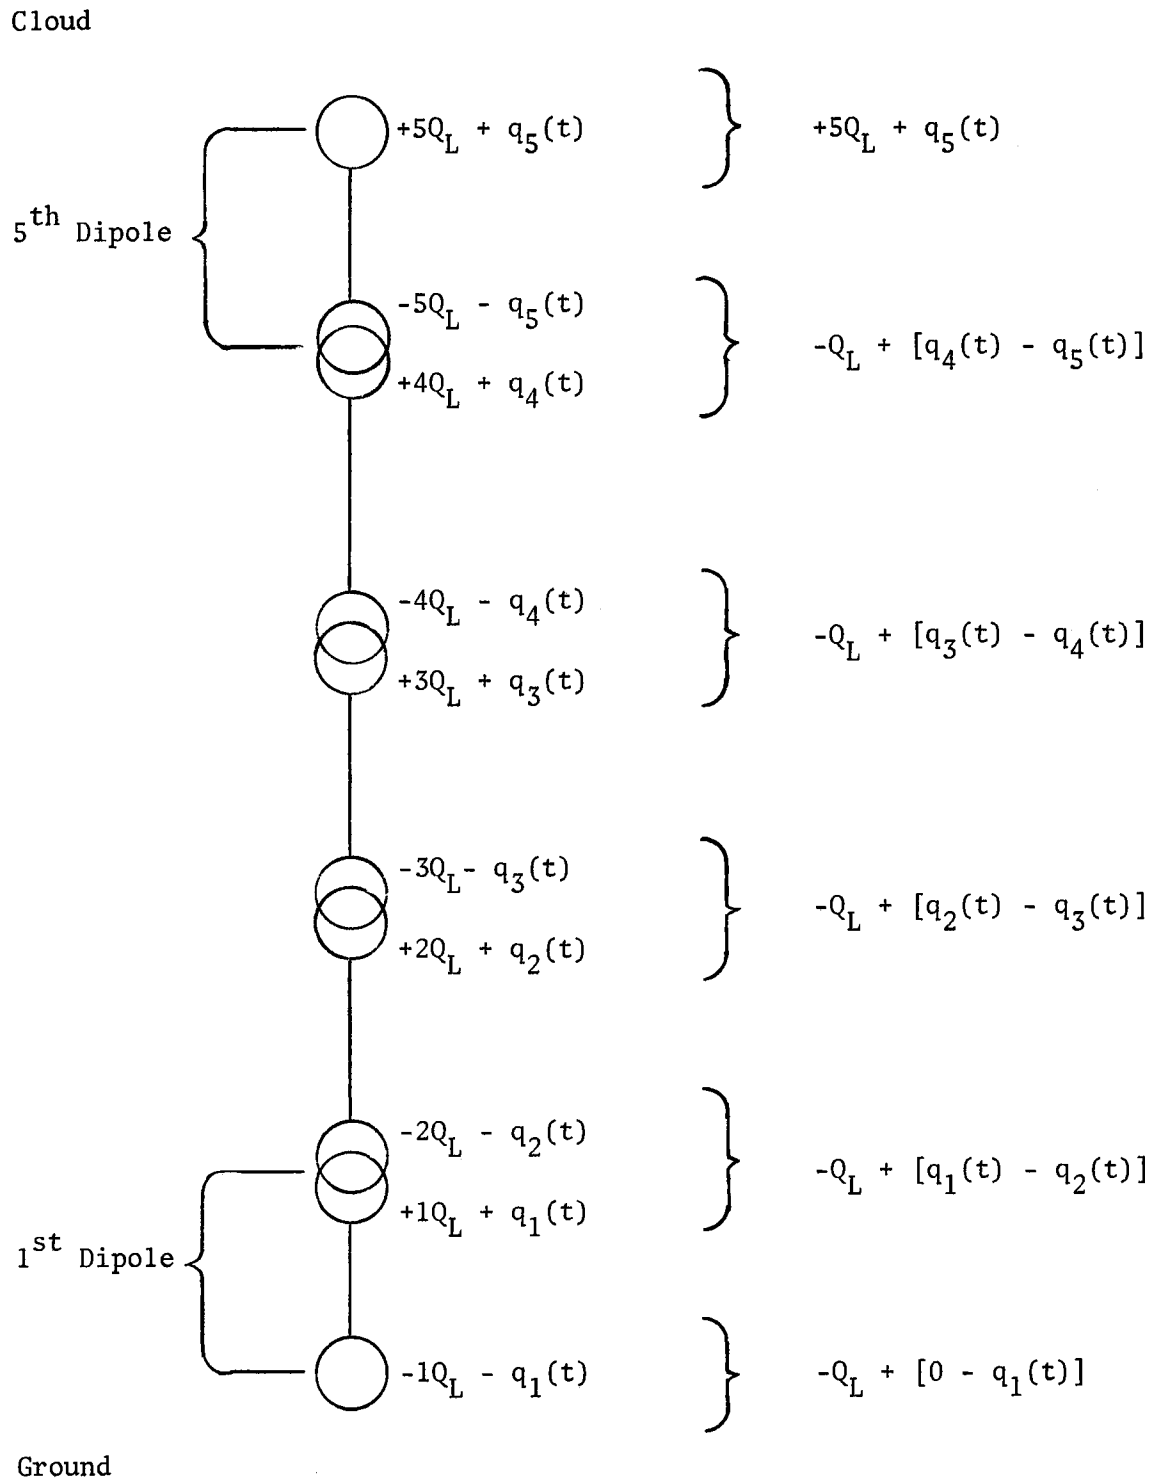 Cloud
+5Q_L + q_5(t)
+5Q_L + q_5(t)
5^th Dipole
-5Q_L - q_5(t)
-Q_L + [q_4(t) - q_5(t)]
+4Q_L + q_4(t)
-4Q_L - q_4(t)
-Q_L + [q_3(t) - q_4(t)]
+3Q_L + q_3(t)
-3Q_L- q_3(t)
-Q_L + [q_2(t) - q_3(t)]
+2Q_L + q_2(t)
-2Q_L - q_2(t)
-Q_L + [q_1(t) - q_2(t)]
+1Q_L + q_1(t)
1^st Dipole
-1Q_L - q_1(t)
-Q_L + [0 - q_1(t)]
Ground